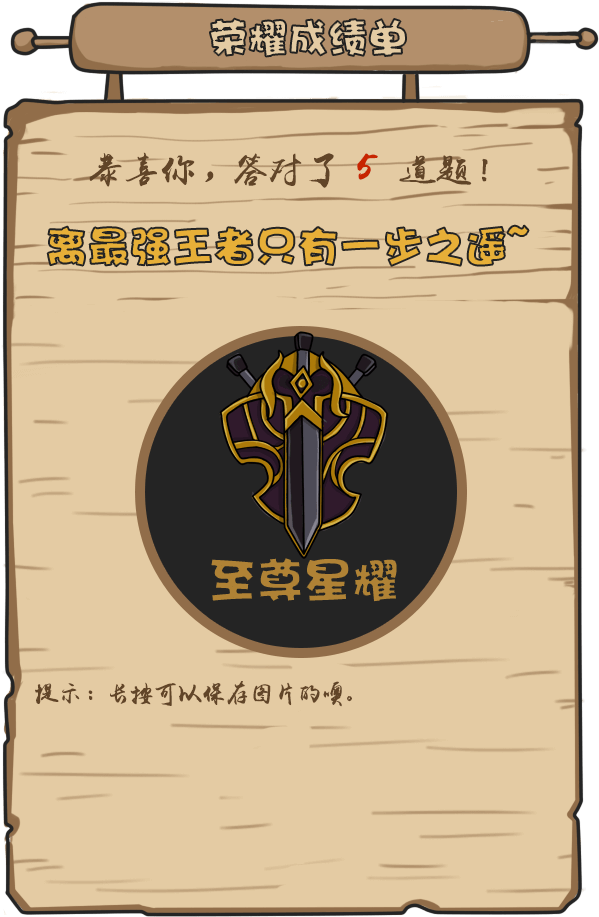 荣耀成绩单
恭喜你，答对了 5 道题！
离最强王者只有一步之遥~
至尊星耀
提示：长按可以保存图片的噢。